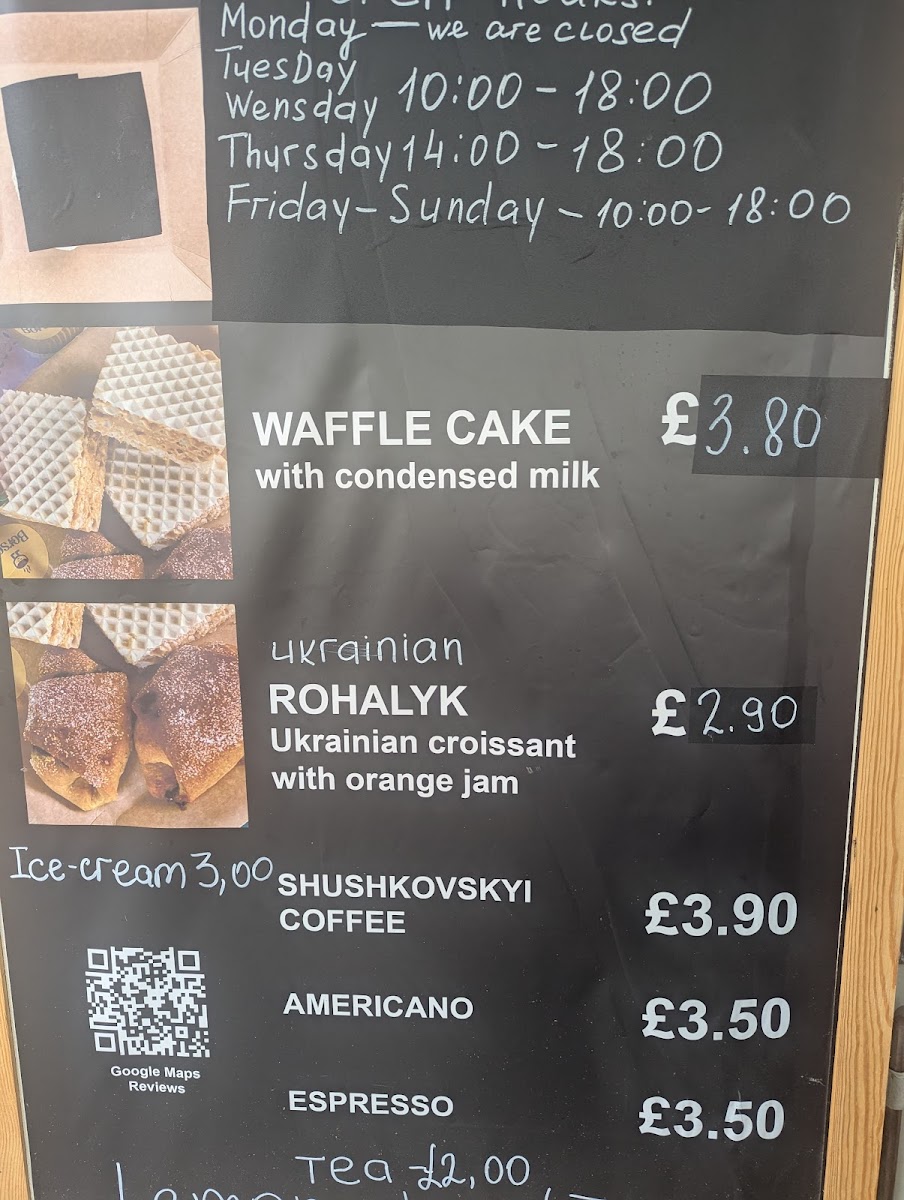 Monday — we are closed
TuesDay
Wensday 10:00 - 18:00
Thursday 14:00 - 18:00
Friday - Sunday - 10:00 - 18:00
WAFFLE CAKE £3.80
with condensed milk
ukrainian
ROHALYK £2.90
Ukrainian croissant
with orange jam
Ice-cream 3,00
SHUSHKOVSKYI
COFFEE £3.90
AMERICANO £3.50
Google Maps
Reviews
ESPRESSO £3.50
Tea - £2,00